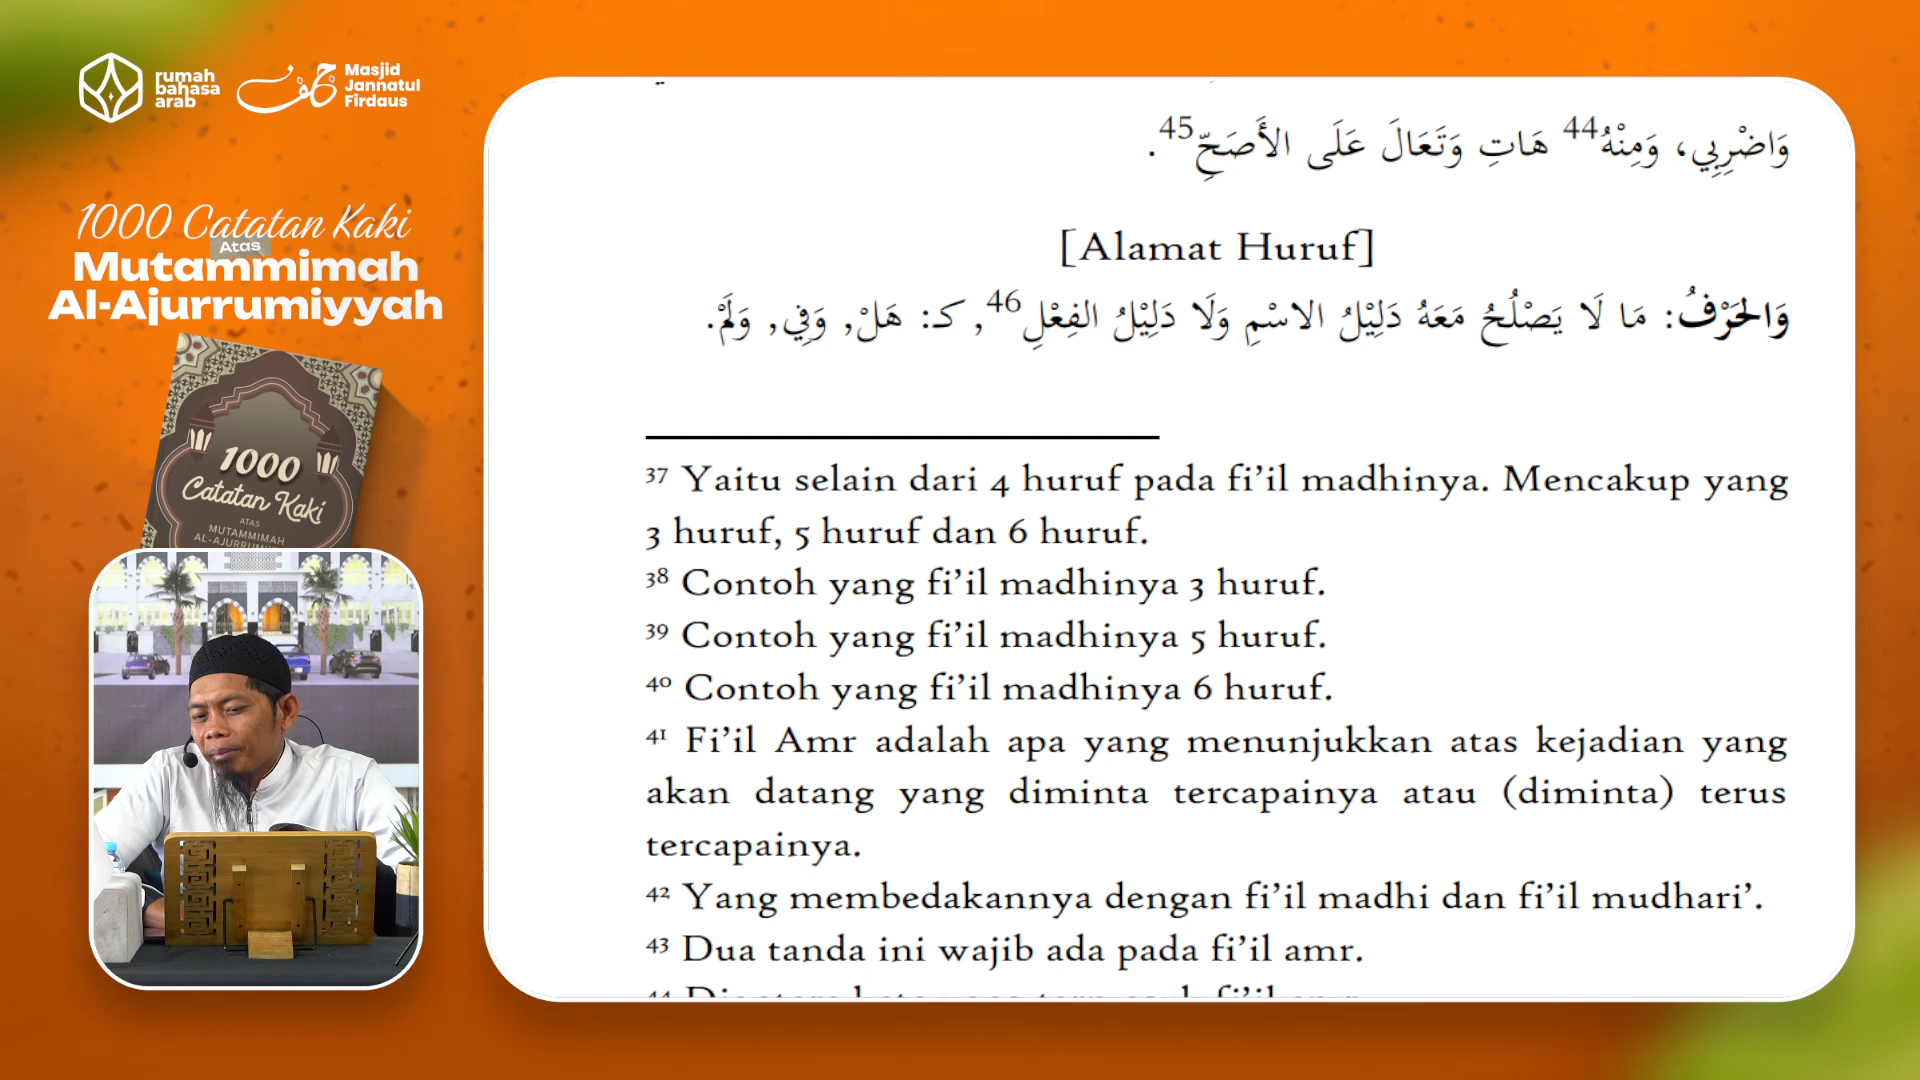 rumah
bahasa
arab
Masjid
Jannatul
Firdaus
1000 Catatan Kaki
Atas
Mutammimah
Al-Ajurrumiyyah
1000
Catatan Kaki
ATAS
MUTAMMIMAH
وَاضْرِبِي، وَمِنْهُ44 هَاتِ وَتَعَالَ عَلَى الأَصَحِّ45.
[Alamat Huruf]
وَالحَرْفُ: مَا لَا يَصْلُحُ مَعَهُ دَلِيْلُ الاسْمِ وَلَا دَلِيْلُ الفِعْلِ46, كـ: هَلْ, وَفِي, وَلَمْ.
37 Yaitu selain dari 4 huruf pada fi’il madhinya. Mencakup yang
3 huruf, 5 huruf dan 6 huruf.
38 Contoh yang fi’il madhinya 3 huruf.
39 Contoh yang fi’il madhinya 5 huruf.
40 Contoh yang fi’il madhinya 6 huruf.
41 Fi’il Amr adalah apa yang menunjukkan atas kejadian yang
akan datang yang diminta tercapainya atau (diminta) terus
tercapainya.
42 Yang membedakannya dengan fi’il madhi dan fi’il mudhari’.
43 Dua tanda ini wajib ada pada fi’il amr.